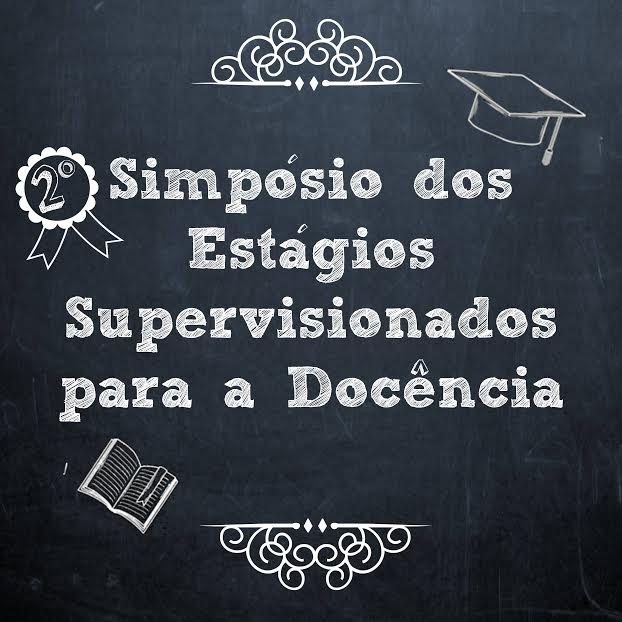 2º Simpósio dos
Estágios
Supervisionados
para a Docência